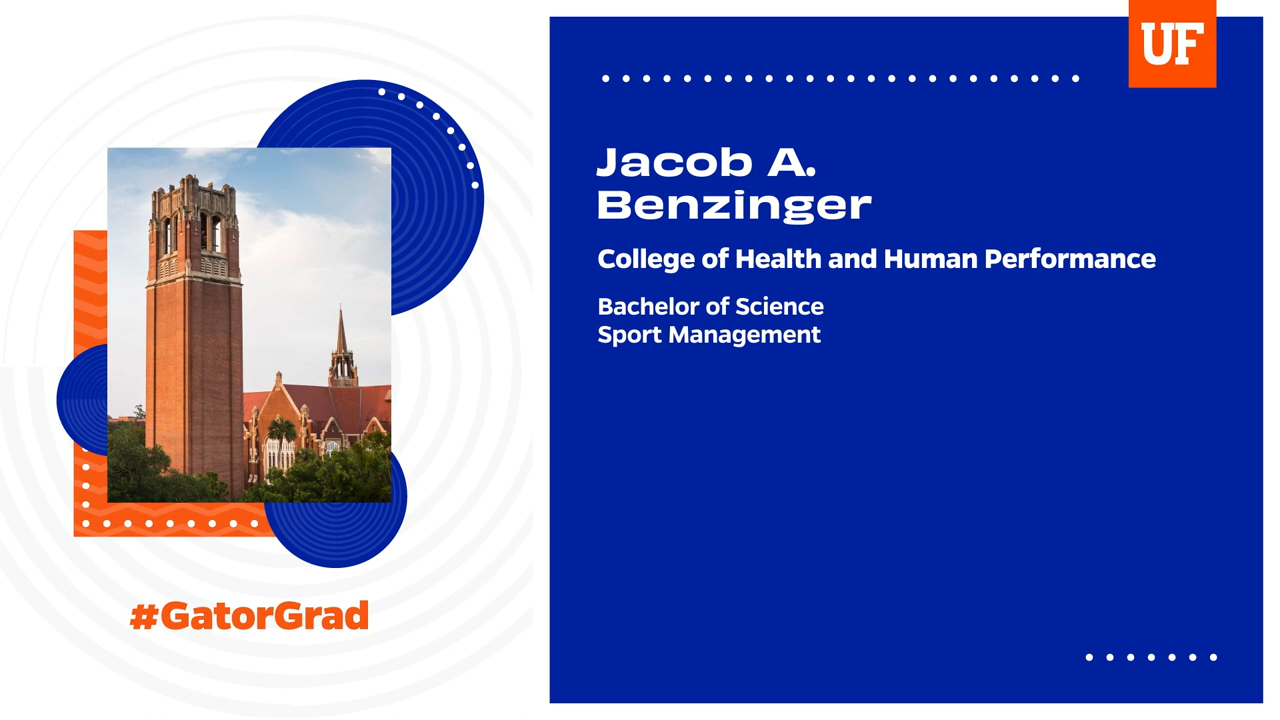 UF
Jacob A.
Benzinger
College of Health and Human Performance
Bachelor of Science
Sport Management
#GatorGrad